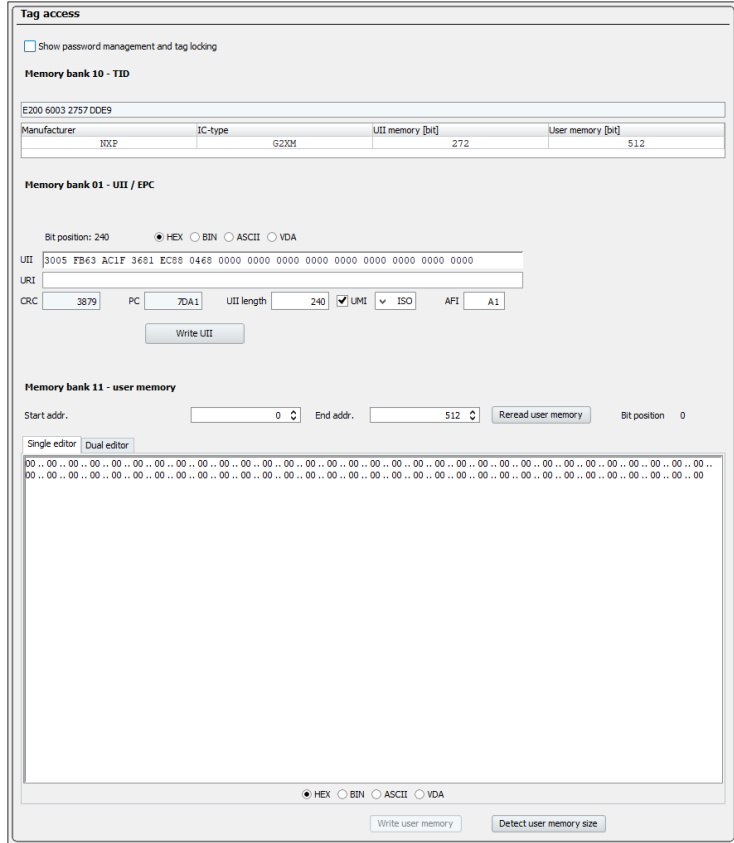 Tag access
Show password management and tag locking
Memory bank 10 - TID
E200 6003 2757 DDE9
Manufacturer IC-type UII memory [bit] User memory [bit]
NXP G2XM 272 512
Memory bank 01 - UII / EPC
Bit position: 240 HEX BIN ASCII VDA
UII 3005 FB63 AC1F 3681 EC88 0468 0000 0000 0000 0000 0000 0000 0000 0000 0000
URI
CRC 3879 PC 7DA1 UII length 240 UMI ISO AFI A1
Write UII
Memory bank 11 - user memory
Start addr. 0 End addr. 512 Reread user memory Bit position 0
Single editor Dual editor
00 .. 00 .. 00 .. 00 .. 00 .. 00 .. 00 .. 00 .. 00 .. 00 .. 00 .. 00 .. 00 .. 00 .. 00 .. 00 .. 00 .. 00 .. 00 .. 00 .. 00 .. 00 .. 00 .. 00 .. 00 .. 00 .. 00 .. 00 .. 00 .. 00 .. 00 .. 00 ..
00 .. 00 .. 00 .. 00 .. 00 .. 00 .. 00 .. 00 .. 00 .. 00 .. 00 .. 00 .. 00 .. 00 .. 00 .. 00 .. 00 .. 00 .. 00 .. 00 .. 00 .. 00 .. 00 .. 00 .. 00 .. 00 .. 00 .. 00 .. 00 .. 00 .. 00 .. 00
HEX BIN ASCII VDA
Write user memory Detect user memory size